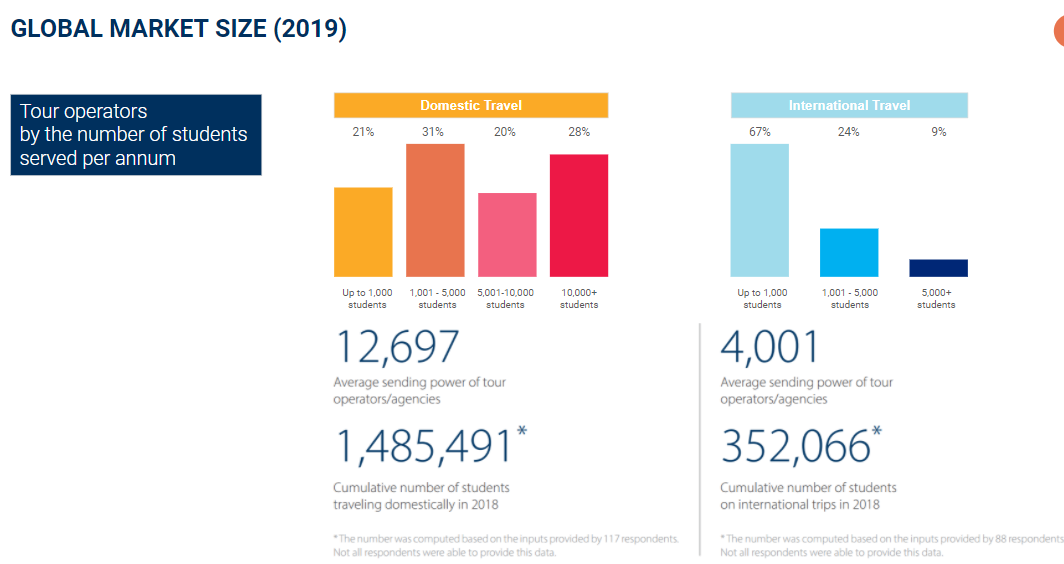 GLOBAL MARKET SIZE (2019)
Tour operators
by the number of students
served per annum
Domestic Travel
21%
31%
20%
28%
Up to 1,000
students
1,001 - 5,000
students
5,001-10,000
students
10,000+
students
12,697
Average sending power of tour
operators/agencies
1,485,491*
Cumulative number of students
traveling domestically in 2018
*The number was computed based on the inputs provided by 117 respondents.
Not all respondents were able to provide this data.
International Travel
67%
24%
9%
Up to 1,000
students
1,001 - 5,000
students
5,000+
students
4,001
Average sending power of tour
operators/agencies
352,066*
Cumulative number of students
on international trips in 2018
*The number was computed based on the inputs provided by 88 respondents
Not all respondents were able to provide this data.